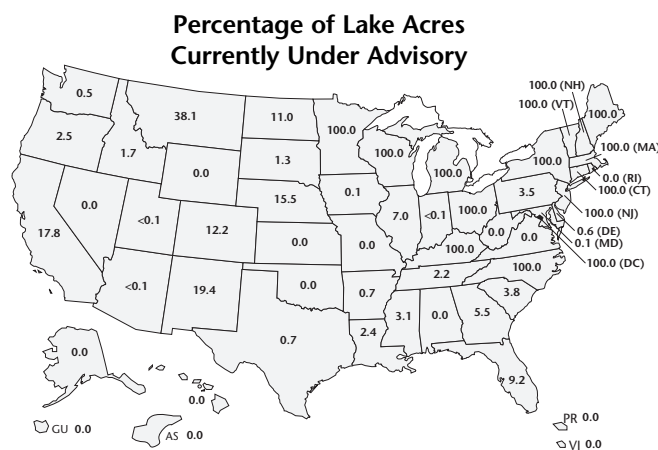 Percentage of Lake Acres
Currently Under Advisory
100.0 (NH)
100.0 (VT)
0.5
38.1
11.0
100.0
100.0
2.5
100.0
100.0 (MA)
1.7
1.3
100.0
100.0
0.0 (RI)
0.0
100.0 (CT)
3.5
0.0
0.1
15.5
100.0 (NJ)
<0.1
7.0
<0.1
100.0
0.6 (DE)
17.8
12.2
0.0
0.0
0.0
0.0
0.1 (MD)
100.0
100.0 (DC)
100.0
2.2
<0.1
19.4
0.0
0.7
3.8
3.1
0.0
5.5
0.7
2.4
0.0
9.2
0.0
PR 0.0
GU 0.0
AS 0.0
VI 0.0